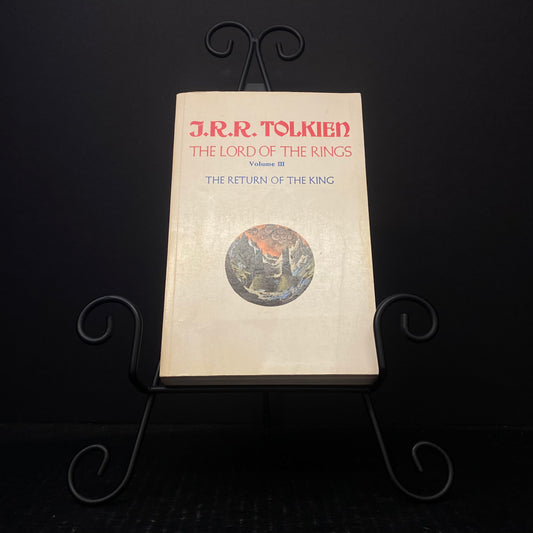 J.R.R. TOLKIEN
THE LORD OF THE RINGS
Volume III
THE RETURN OF THE KING